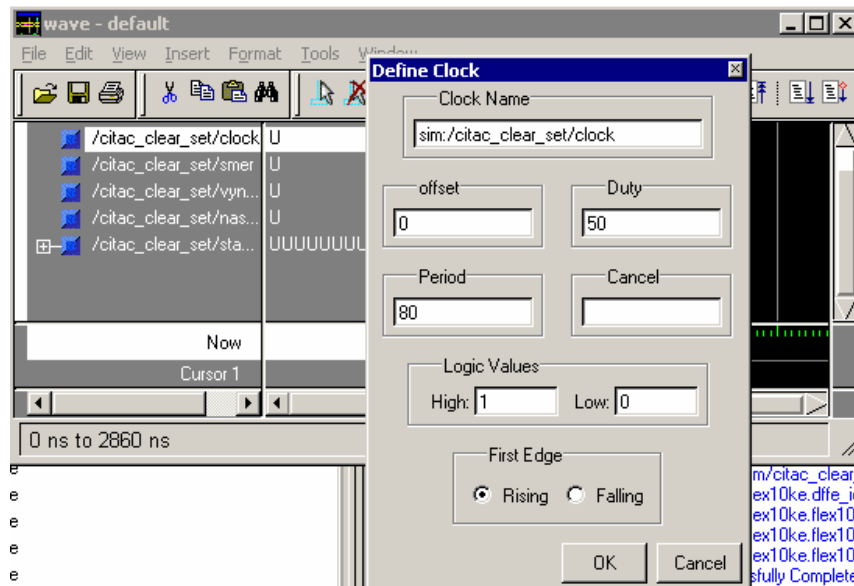 wave - default
File Edit View Insert Format Tools Window
Define Clock
Clock Name
sim:/citac_clear_set/clock
offset
0
Duty
50
Period
80
Cancel
Logic Values
High: 1 Low: 0
First Edge
Rising Falling
OK Cancel
/citac_clear_set/clock U
/citac_clear_set/smer U
/citac_clear_set/vyn... U
/citac_clear_set/nas... U
/citac_clear_set/sta... UUUUUUUU
Now
Cursor 1
0 ns to 2860 ns
e
e
e
e
e
m/citac_clear
ex10ke.dffe_i
ex10ke.flex10
ex10ke.flex10
ex10ke.flex10
sfully Complete